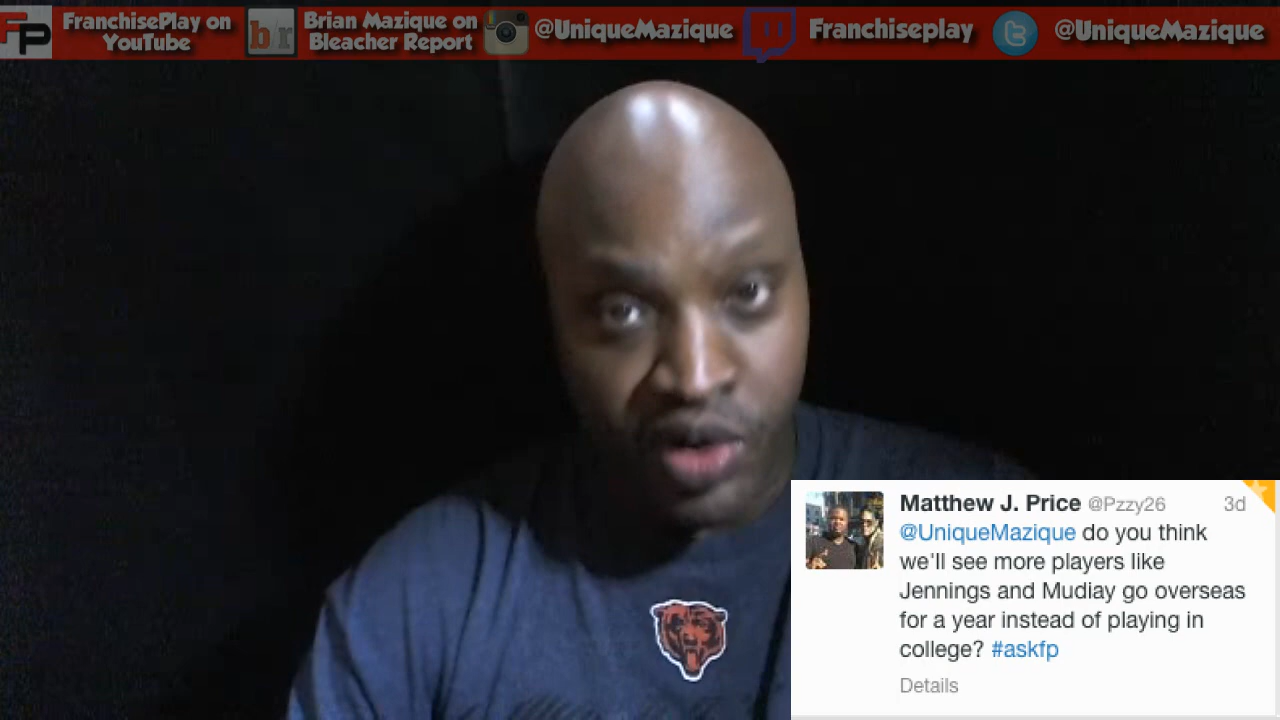 FP
FranchisePlay on
YouTube
br
Brian Mazique on
Bleacher Report
@UniqueMazique
Franchiseplay
@UniqueMazique
Matthew J. Price @Pzzy26 3d
@UniqueMazique do you think
we'll see more players like
Jennings and Mudiay go overseas
for a year instead of playing in
college? #askfp
Details